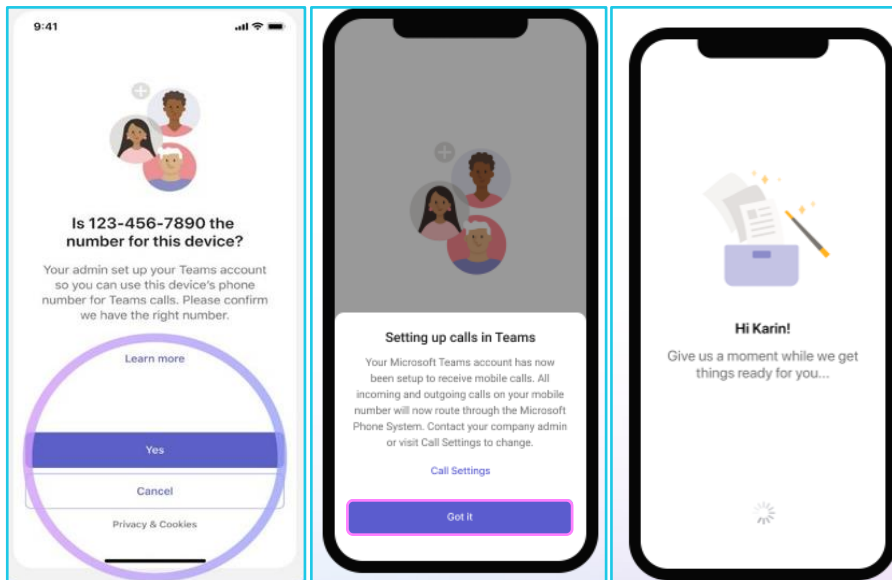 9:41
Is 123-456-7890 the
number for this device?
Your admin set up your Teams account
so you can use this device's phone
number for Teams calls. Please confirm
we have the right number.
Learn more
Yes
Cancel
Privacy & Cookies
Setting up calls in Teams
Your Microsoft Teams account has now
been setup to receive mobile calls. All
incoming and outgoing calls on your mobile
number will now route through the Microsoft
Phone System. Contact your company admin
or visit Call Settings to change.
Call Settings
Got it
Hi Karin!
Give us a moment while we get
things ready for you...